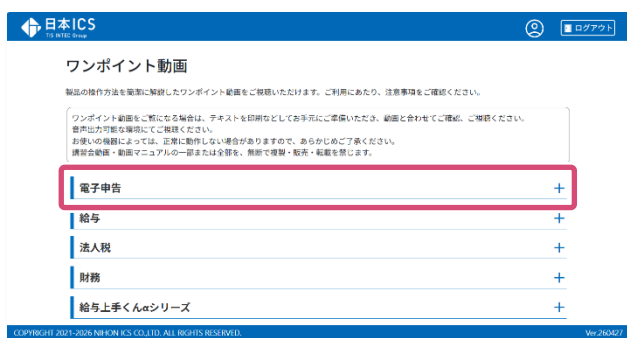 日本ICS
TIS INTEC Group
ログアウト
ワンポイント動画
製品の操作方法を簡潔に解説したワンポイント動画をご視聴いただけます。ご利用にあたり、注意事項をご確認ください。
ワンポイント動画をご覧になる場合は、テキストを印刷などしてお手元にご準備いただき、動画と合わせてご確認、ご視聴ください。
音声出力可能な環境にてご視聴ください。
お使いの機器によっては、正常に動作しない場合がありますので、あらかじめご了承ください。
講習会動画・動画マニュアルの一部または全部を、無断で複製・販売・転載を禁じます。
電子申告
給与
法人税
財務
給与上手くんαシリーズ
COPYRIGHT 2021-2026 NIHON ICS CO.,LTD. ALL RIGHTS RESERVED.
Ver.260427